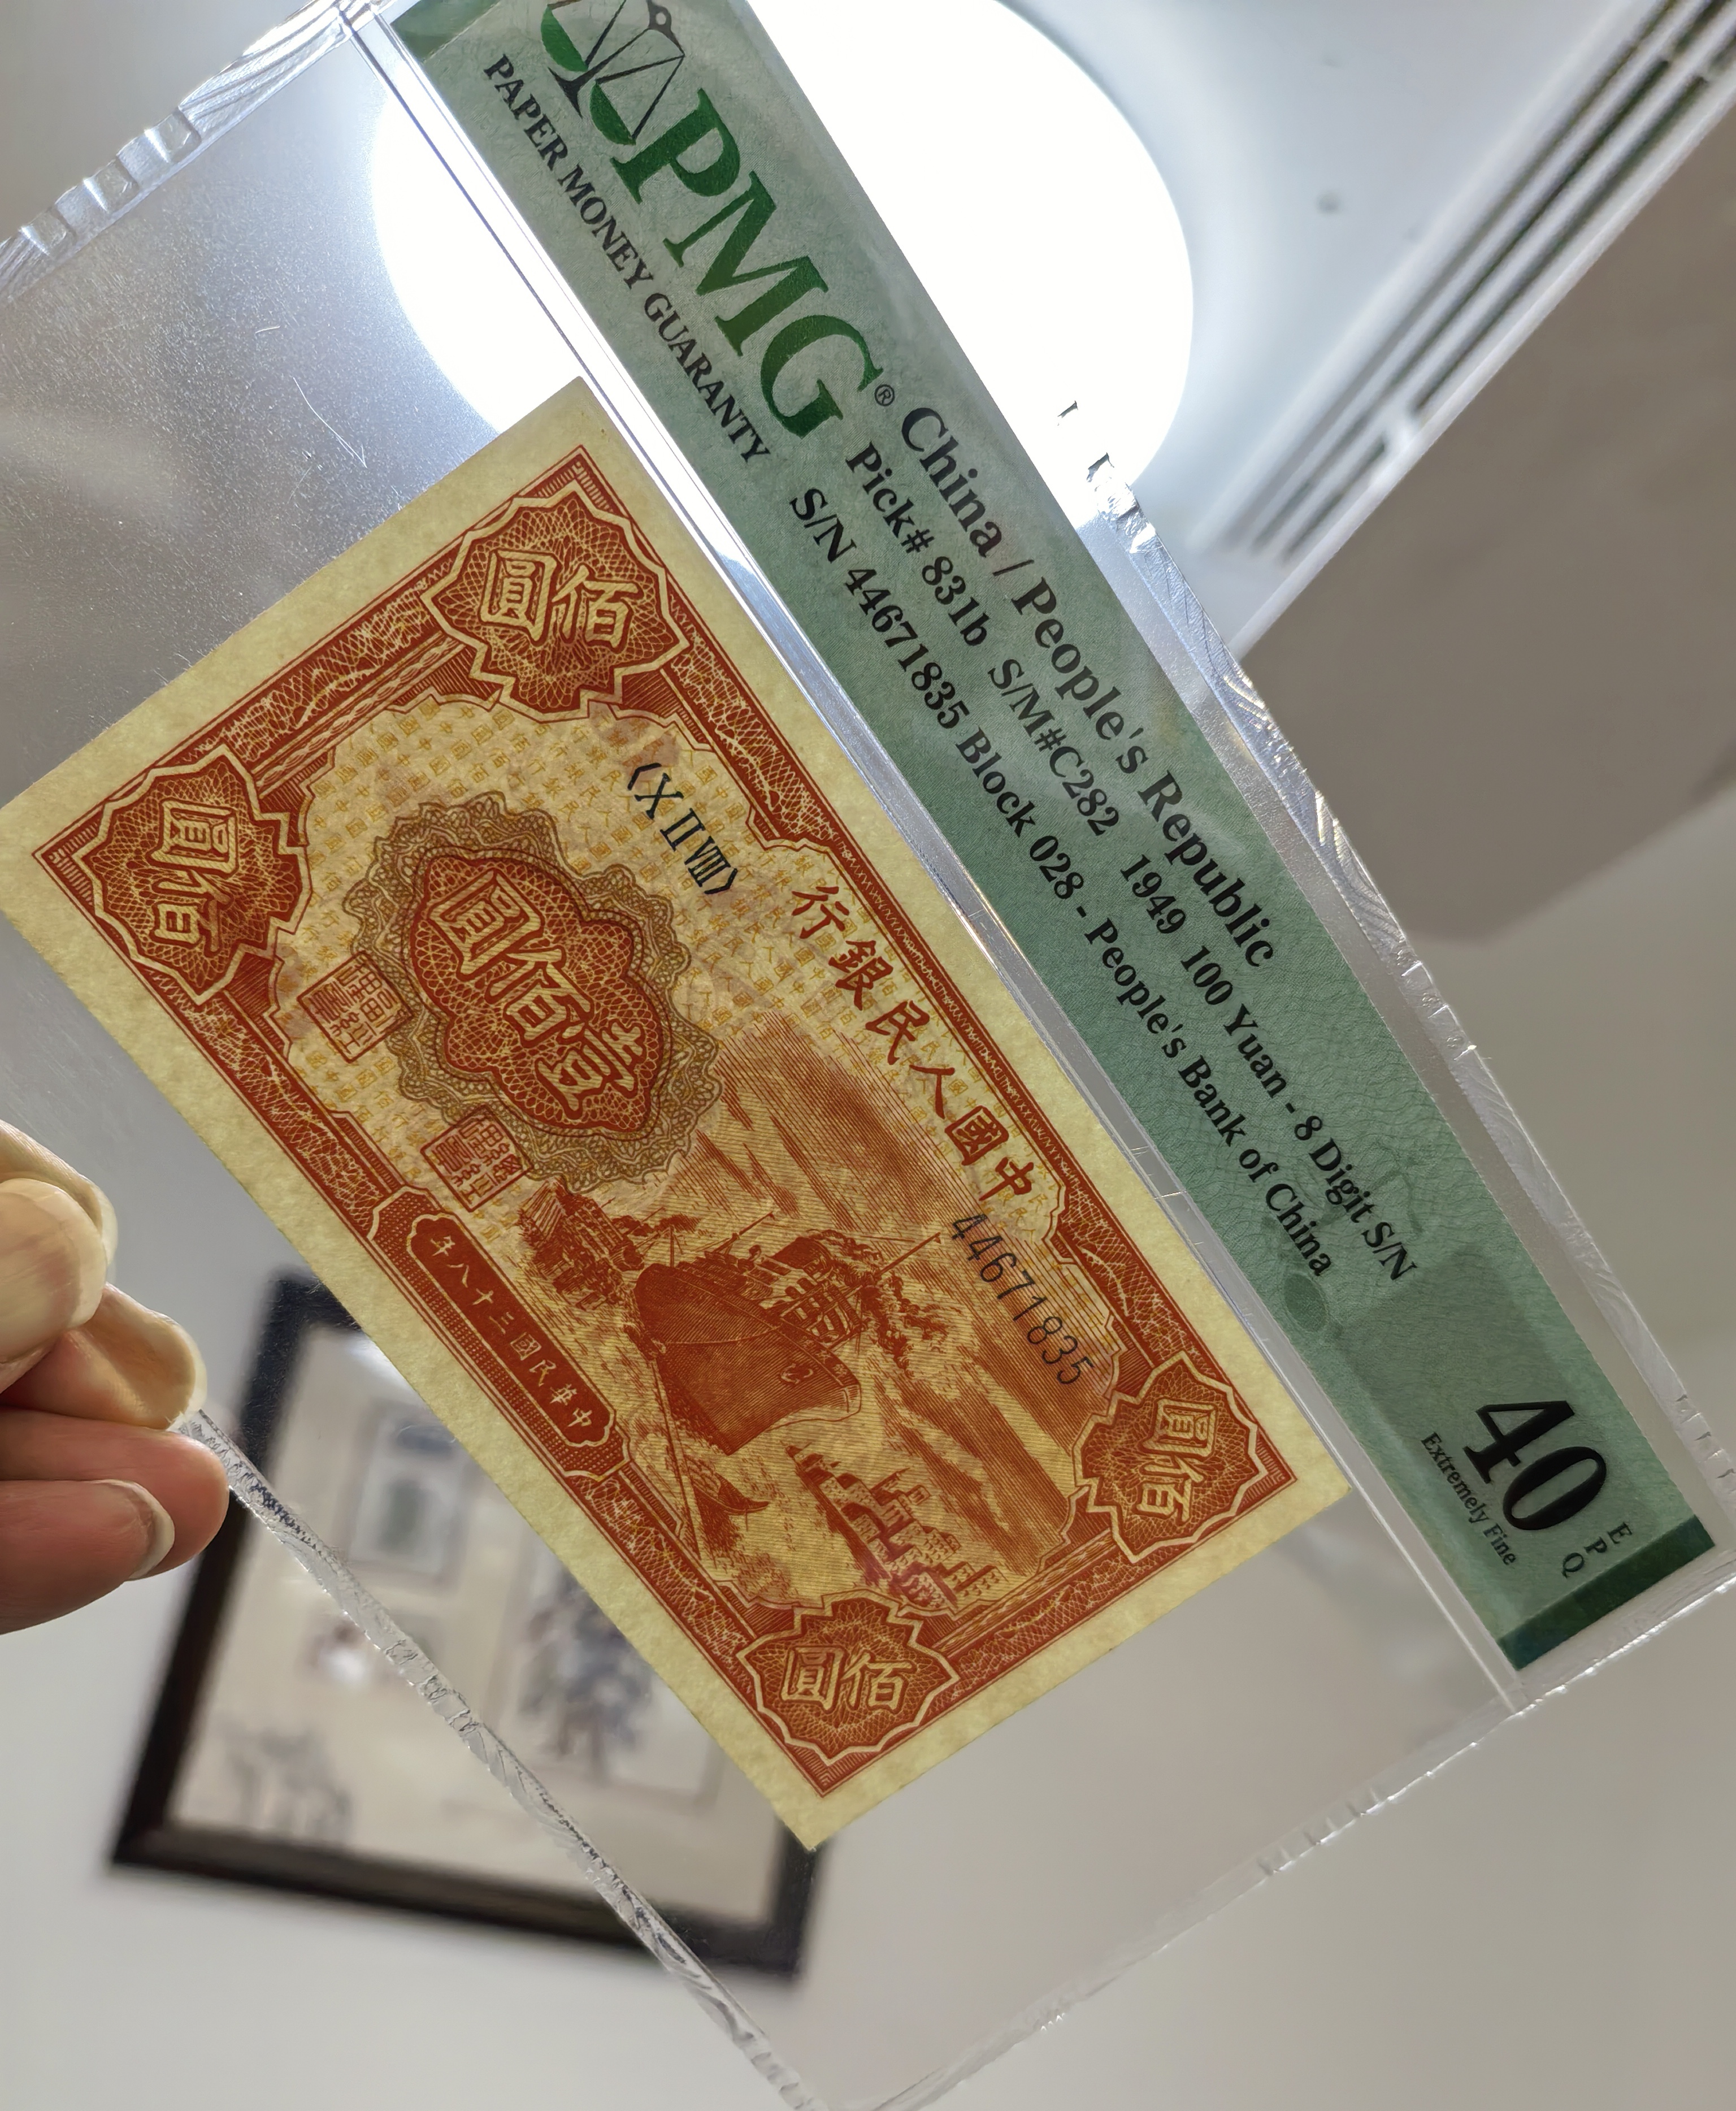 PMG®
PAPER MONEY GUARANTY
China / People's Republic
Pick# 831b S/M#C282 1949 100 Yuan - 8 Digit S/N
S/N 44671835 Block 028 - People's Bank of China
40
EPQ
Extremely Fine
行銀民人國中
〈X II VIII〉
44671835
圓佰
圓佰
圓佰壹
圓佰
圓佰
年八十三國民華中